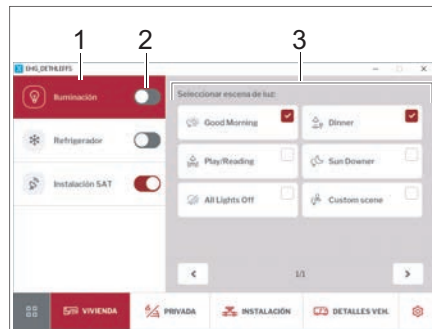 1 2 3
EHG_DETHLEFFS
Iluminación
Refrigerador
Instalación SAT
Seleccionar escena de luz:
Good Morning
Dinner
Play/Reading
Sun Downer
All Lights Off
Custom scene
1/1
VIVIENDA
PRIVADA
INSTALACIÓN
DETALLES VEH.